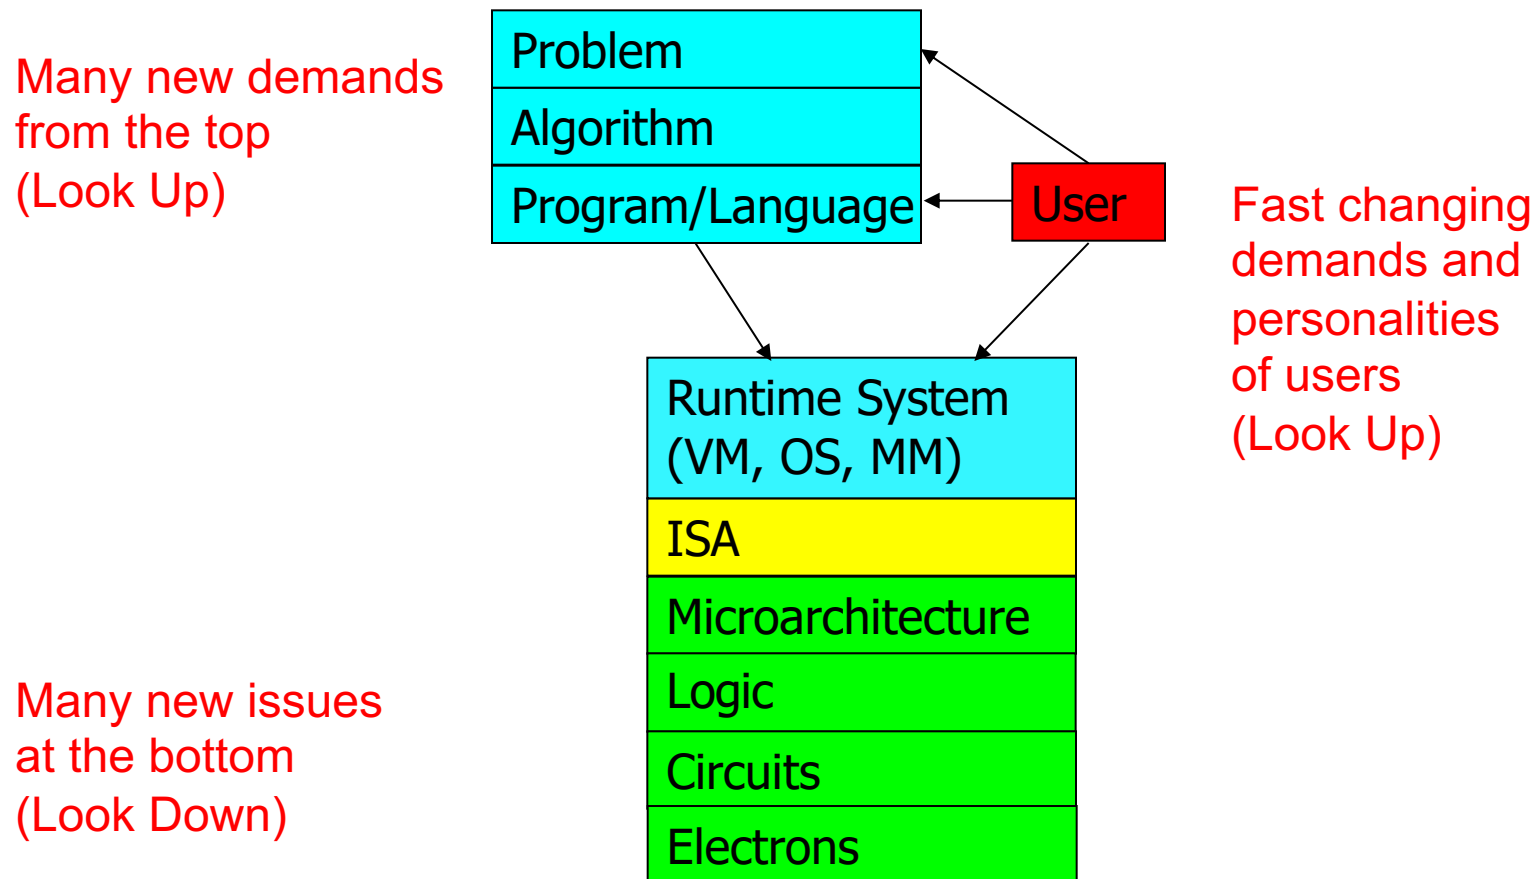 Many new demands
from the top
(Look Up)
Problem
Algorithm
Program/Language
User
Fast changing
demands and
personalities
of users
(Look Up)
Runtime System
(VM, OS, MM)
ISA
Microarchitecture
Logic
Circuits
Electrons
Many new issues
at the bottom
(Look Down)